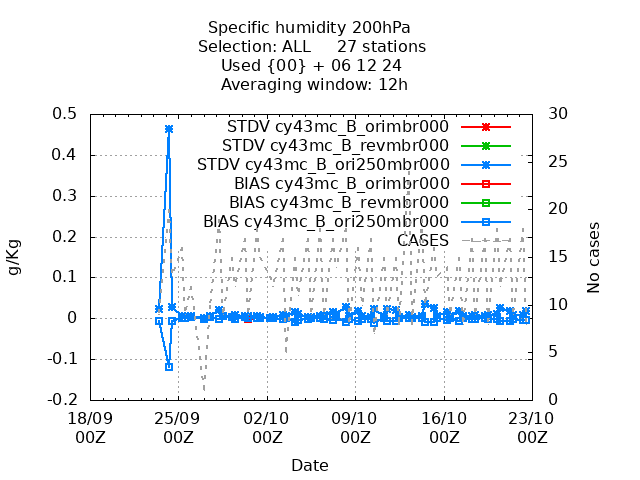 Specific humidity 200hPa
Selection: ALL 27 stations
Used {00} + 06 12 24
Averaging window: 12h
0.5
0.4
0.3
0.2
0.1
0
-0.1
-0.2
g/Kg
30
25
20
15
10
5
0
No cases
STDV cy43mc_B_orimbr000
STDV cy43mc_B_revmbr000
STDV cy43mc_B_ori250mbr000
BIAS cy43mc_B_orimbr000
BIAS cy43mc_B_revmbr000
BIAS cy43mc_B_ori250mbr000
CASES
18/09 25/09 02/10 09/10 16/10 23/10
00Z 00Z 00Z 00Z 00Z 00Z
Date